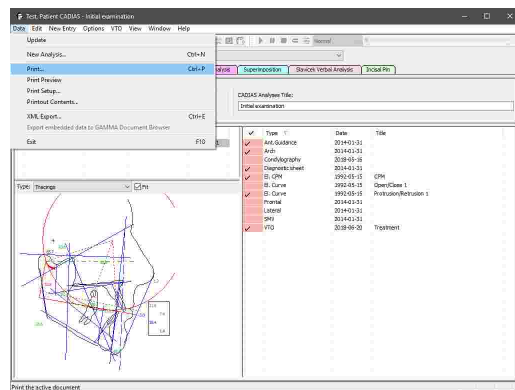 Test, Patient CADIAS - Initial examination
Data Edit New Entry Options VTO View Window Help
Update
New Analysis... Ctrl+N
Print... Ctrl+P
Print Preview
Print Setup...
Printout Contents...
XML Export... Ctrl+E
Export embedded data to GAMMA Document Browser
Exit F10
Normal
Superimposition Slavicek Verbal Analysis Incisal Pin
CADIAS Analyses Title:
Initial examination
Type Date Title
Ant.Guidance 2014-01-31
Arch 2014-01-31
Condylography 2018-05-16
Diagnostic sheet 2014-01-31
El. CPM 1992-05-15 CPM
El. Curve 1992-05-15 Open/Close 1
El. Curve 1992-05-15 Protrusion/Retrusion 1
Frontal 2014-01-31
Lateral 2014-01-31
SMV 2014-01-31
VTO 2018-06-20 Treatment
Type: Tracings Fit
Print the active document